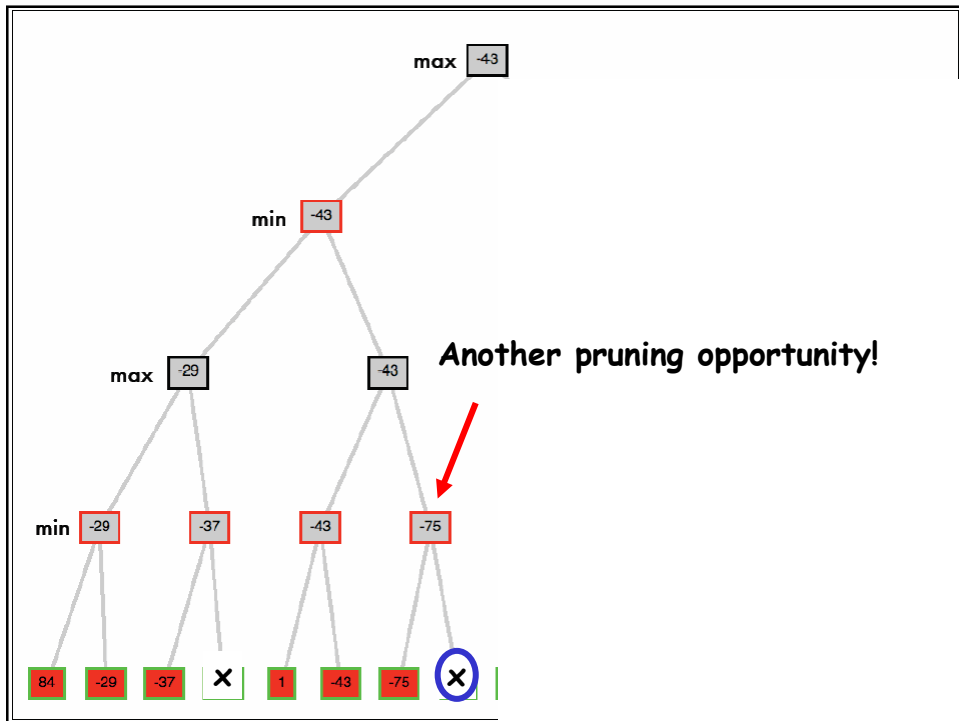 max -43
min -43
Another pruning opportunity!
max -29 -43
min -29 -37 -43 -75
84 -29 -37 x 1 -43 -75 x